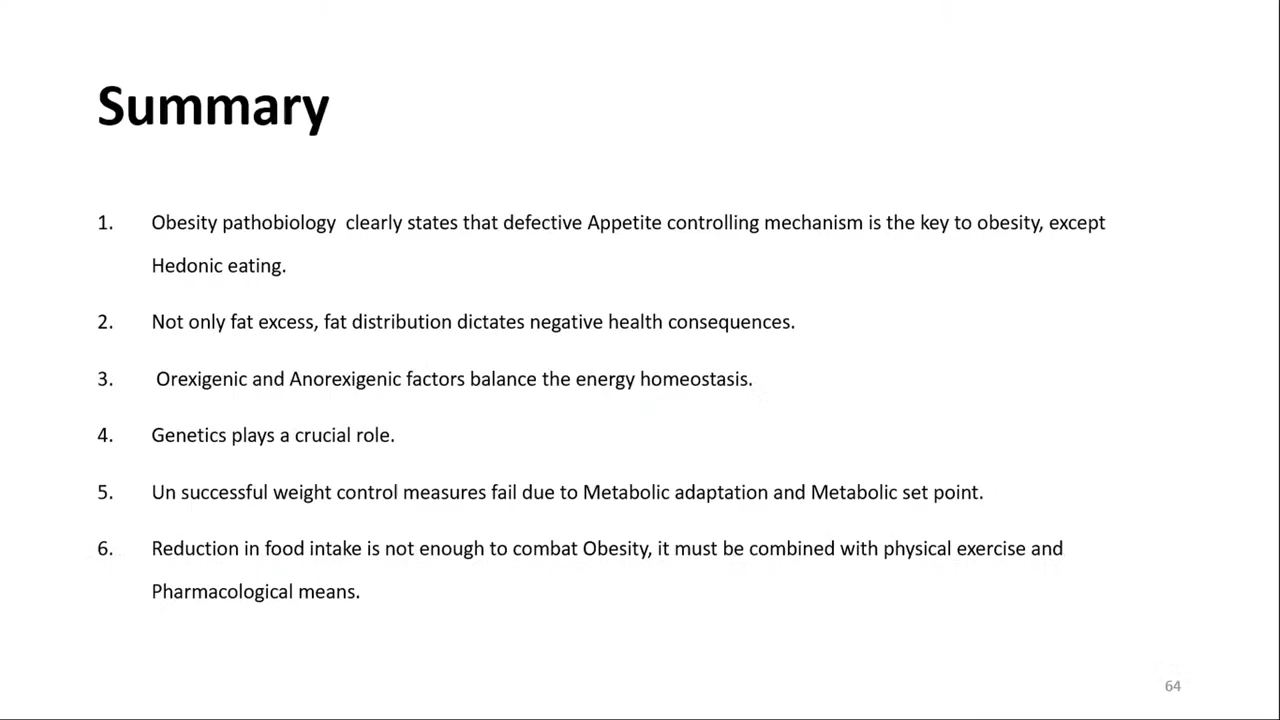 Summary
1. Obesity pathobiology clearly states that defective Appetite controlling mechanism is the key to obesity, except
Hedonic eating.
2. Not only fat excess, fat distribution dictates negative health consequences.
3. Orexigenic and Anorexigenic factors balance the energy homeostasis.
4. Genetics plays a crucial role.
5. Un successful weight control measures fail due to Metabolic adaptation and Metabolic set point.
6. Reduction in food intake is not enough to combat Obesity, it must be combined with physical exercise and
Pharmacological means.
64